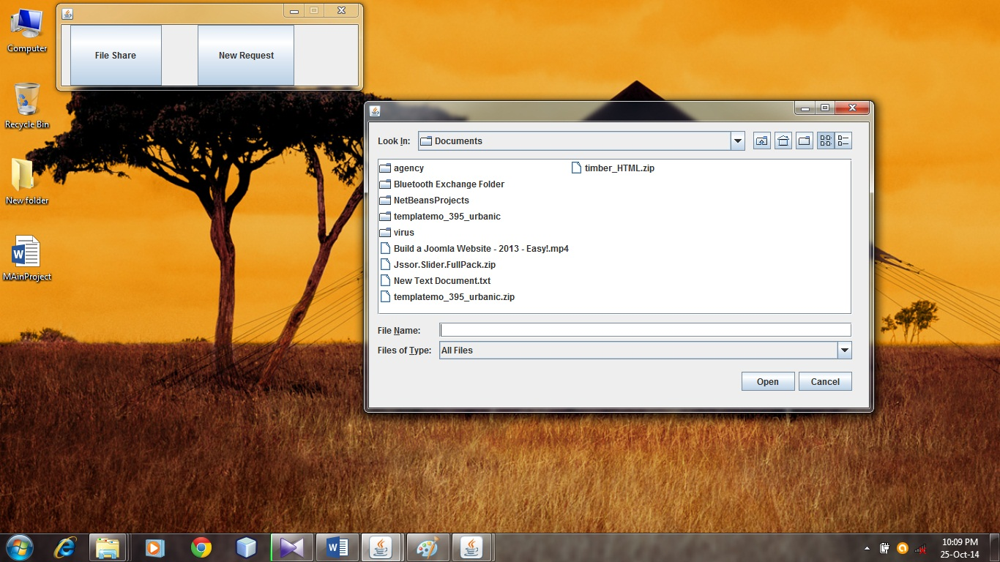 Computer
Recycle Bin
New folder
MAinProject
File Share
New Request
Look In:
Documents
agency
Bluetooth Exchange Folder
NetBeansProjects
templatemo_395_urbanic
virus
Build a Joomla Website - 2013 - Easy!.mp4
Jssor.Slider.FullPack.zip
New Text Document.txt
templatemo_395_urbanic.zip
timber_HTML.zip
File Name:
Files of Type:
All Files
Open
Cancel
10:09 PM
25-Oct-14